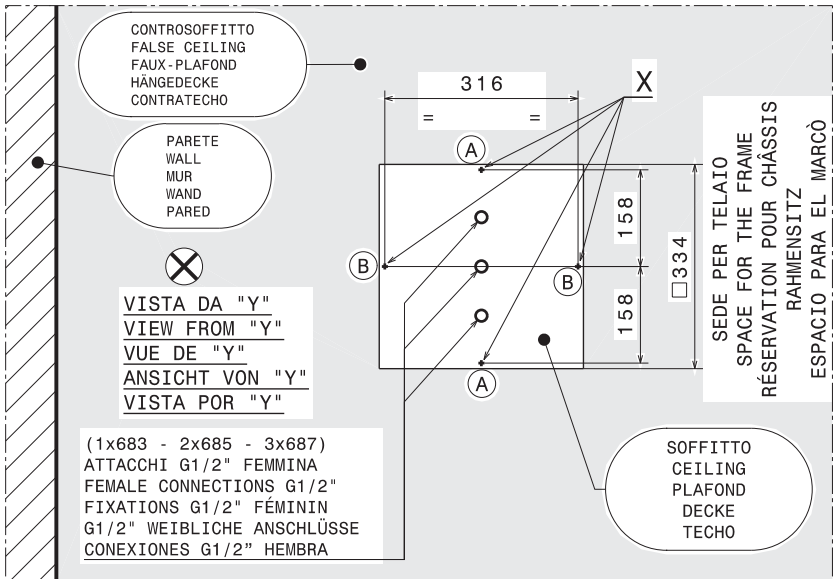 CONTROSOFFITTO
FALSE CEILING
FAUX-PLAFOND
HÄNGEDECKE
CONTRATECHO
316
X
= =
PARETE
WALL
MUR
WAND
PARED
A
B
B
A
158
158
□334
SEDE PER TELAIO
SPACE FOR THE FRAME
RÉSERVATION POUR CHÂSSIS
RAHMENSITZ
ESPACIO PARA EL MARCÒ
VISTA DA "Y"
VIEW FROM "Y"
VUE DE "Y"
ANSICHT VON "Y"
VISTA POR "Y"
(1x683 - 2x685 - 3x687)
ATTACCHI G1/2" FEMMINA
FEMALE CONNECTIONS G1/2"
FIXATIONS G1/2" FÉMININ
G1/2" WEIBLICHE ANSCHLÜSSE
CONEXIONES G1/2” HEMBRA
SOFFITTO
CEILING
PLAFOND
DECKE
TECHO